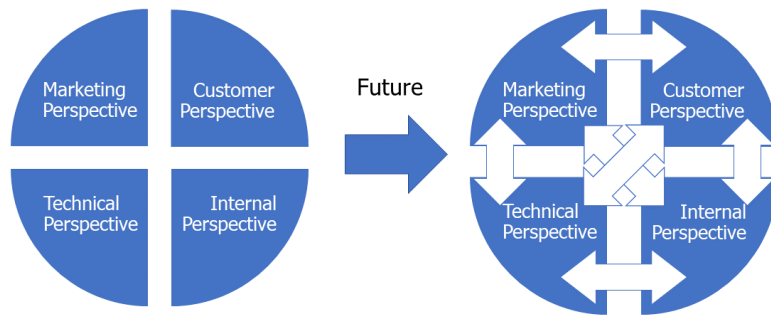 Marketing
Perspective
Customer
Perspective
Technical
Perspective
Internal
Perspective
Future
Marketing
Perspective
Customer
Perspective
Technical
Perspective
Internal
Perspective